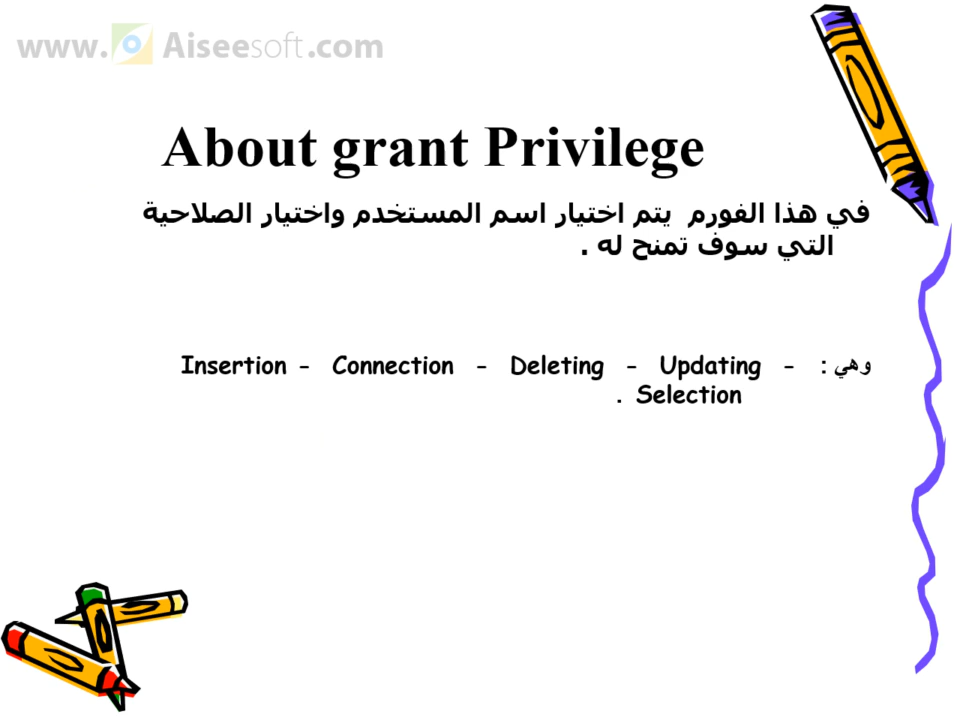 www.Aiseesoft.com
About grant Privilege
في هذا الفورم يتم اختيار اسم المستخدم واختيار الصلاحية
التي سوف تمنح له .
وهي : - Insertion - Connection - Deleting - Updating
Selection .